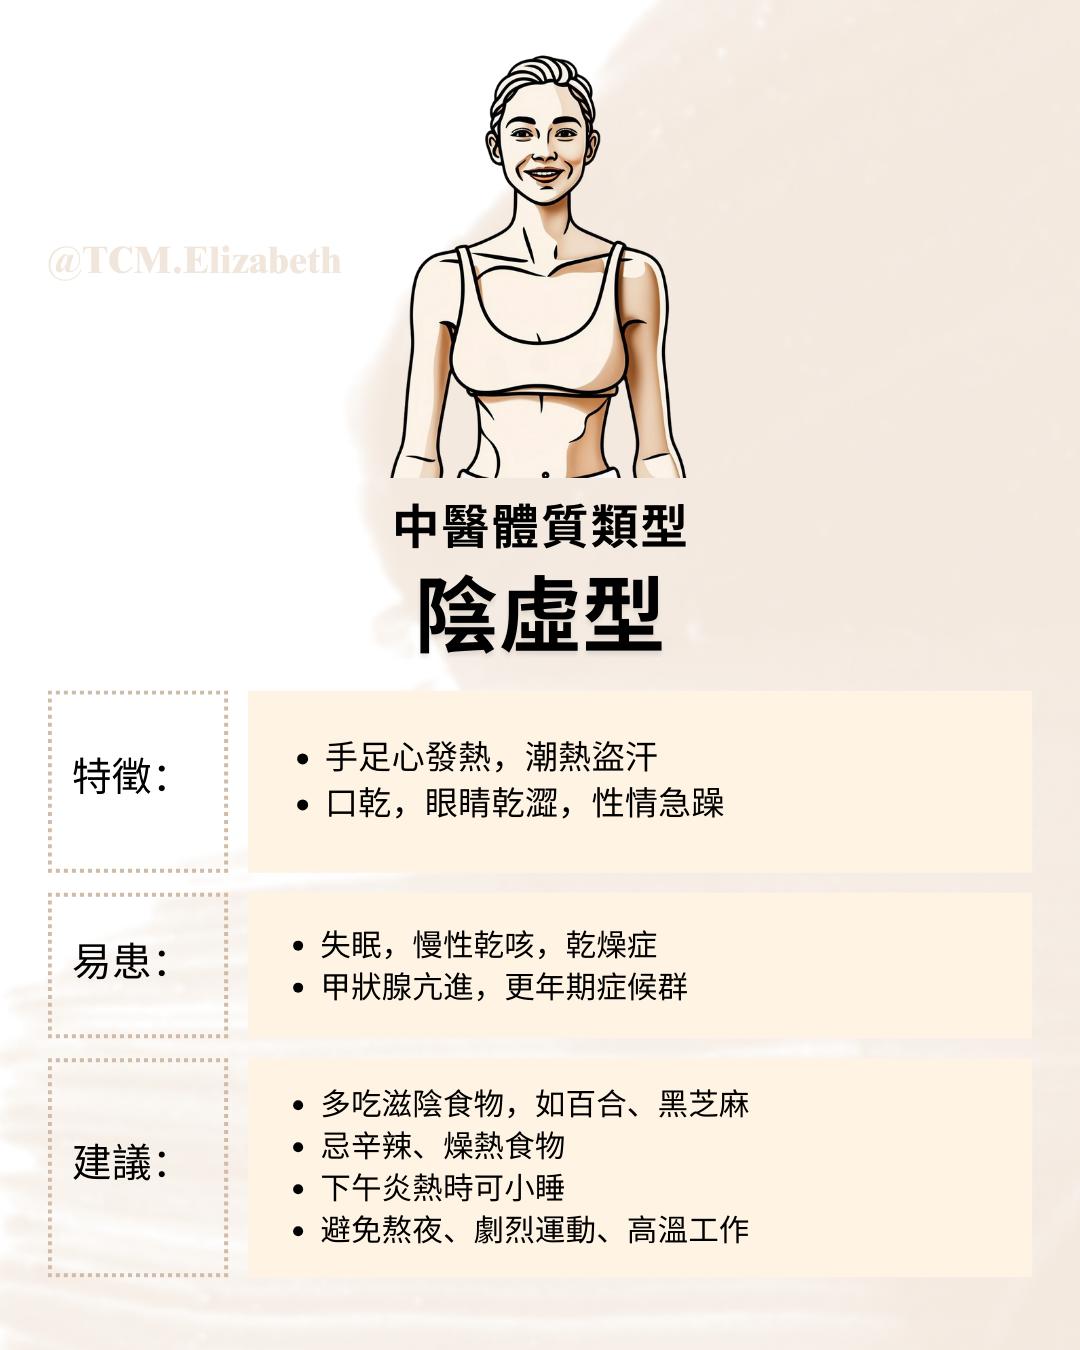 @TCM.Elizabeth
中醫體質類型
陰虛型
特徵：
• 手足心發熱，潮熱盜汗
• 口乾，眼睛乾澀，性情急躁
易患：
• 失眠，慢性乾咳，乾燥症
• 甲狀腺亢進，更年期症候群
建議：
• 多吃滋陰食物，如百合、黑芝麻
• 忌辛辣、燥熱食物
• 下午炎熱時可小睡
• 避免熬夜、劇烈運動、高溫工作